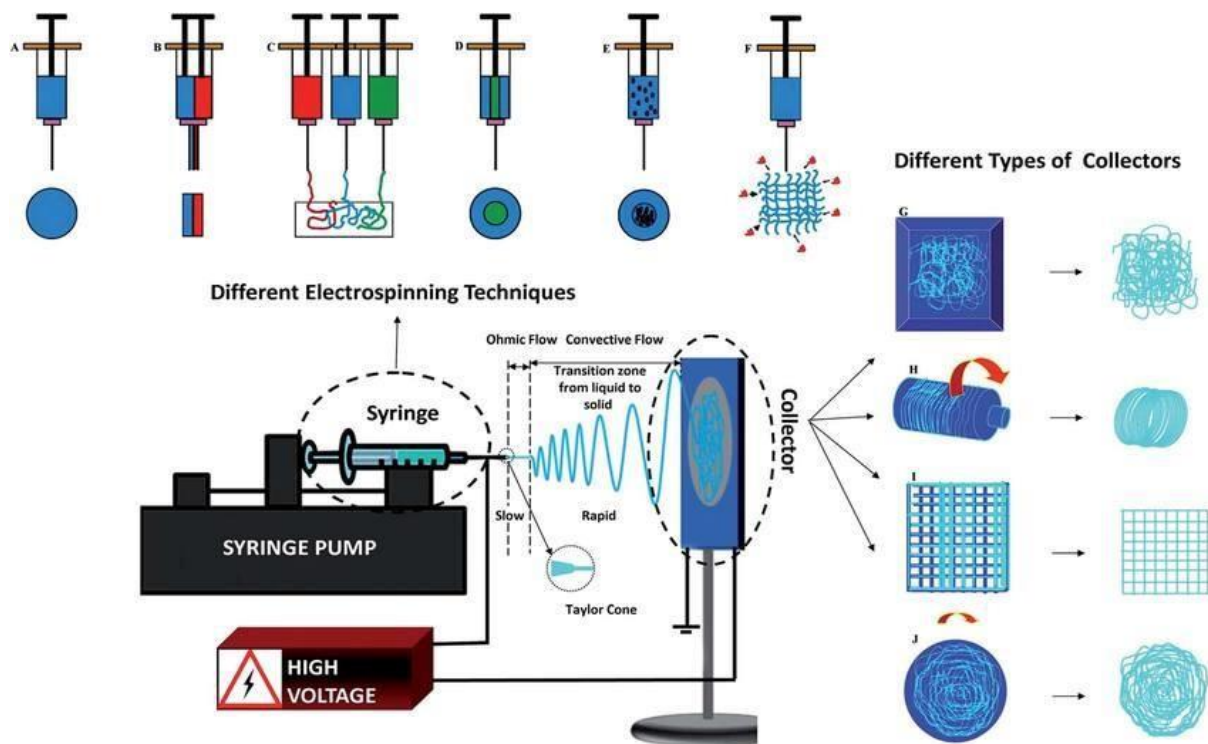 A
B
C
D
E
F
Different Types of Collectors
G
Different Electrospinning Techniques
Ohmic Flow Convective Flow
Transition zone
from liquid to
solid
H
Syringe
Collector
I
Slow
Rapid
SYRINGE PUMP
Taylor Cone
J
HIGH
VOLTAGE